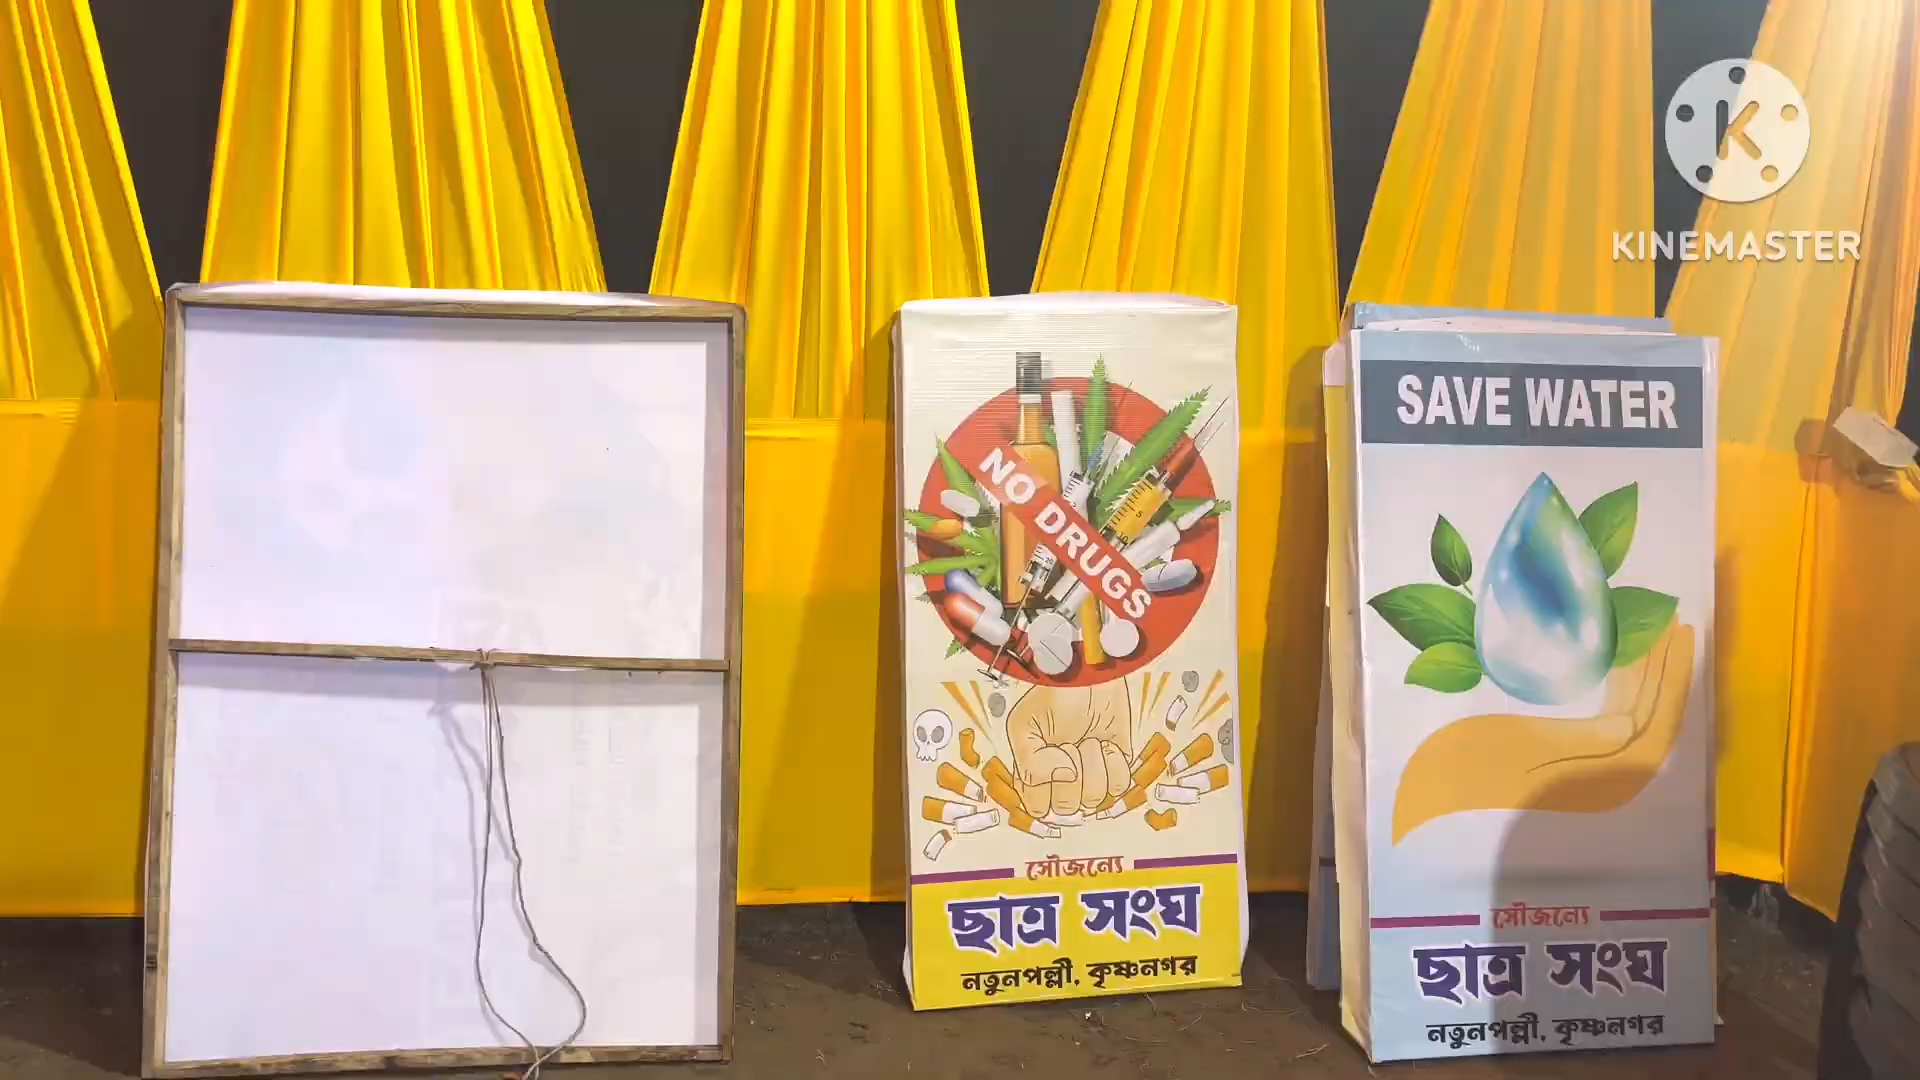 K
KINEMASTER
NO DRUGS
সৌজন্যে
ছাত্র সংঘ
নতুনপল্লী, কৃষ্ণনগর
SAVE WATER
সৌজন্যে
ছাত্র সংঘ
নতুনপল্লী, কৃষ্ণনগর